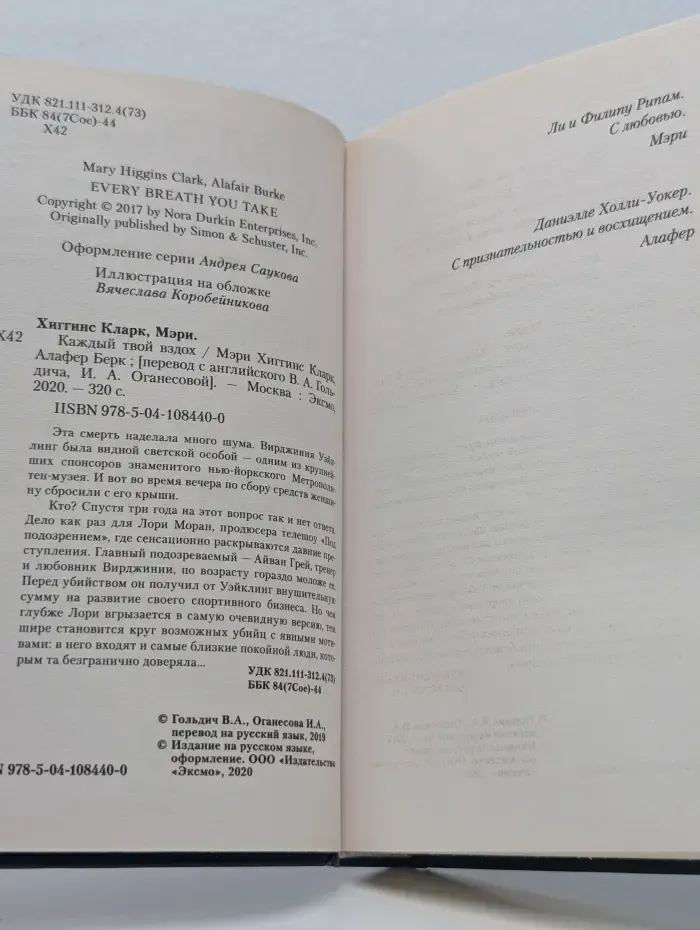 УДК 821.111-312.4(73)
ББК 84(7Сое)-44
Х42
Mary Higgins Clark, Alafair Burke
EVERY BREATH YOU TAKE
Copyright © 2017 by Nora Durkin Enterprises, Inc.
Originally published by Simon & Schuster, Inc.
Оформление серии Андрея Саукова
Иллюстрация на обложке
Вячеслава Коробейникова
Хиггинс Кларк, Мэри.
Х42 Каждый твой вздох / Мэри Хиггинс Кларк,
Алафер Берк ; [перевод с английского В. А. Голь-
дича, И. А. Оганесовой]. — Москва : Эксмо,
2020. — 320 с.
IISBN 978-5-04-108440-0
Эта смерть наделала много шума. Вирджиния Уэйк-
линг была видной светской особой — одним из крупней-
ших спонсоров знаменитого нью-йоркского Метрополи-
тен-музея. И вот во время вечера по сбору средств женщи-
ну сбросили с его крыши.
Кто? Спустя три года на этот вопрос так и нет ответа.
Дело как раз для Лори Моран, продюсера телешоу «Под
подозрением», где сенсационно раскрываются давние пре-
ступления. Главный подозреваемый — Айван Грей, тренер
и любовник Вирджинии, по возрасту гораздо моложе ее.
Перед убийством он получил от Уэйклинг внушительную
сумму на развитие своего спортивного бизнеса. Но чем
глубже Лори вгрызается в самую очевидную версию, тем
шире становится круг возможных убийц с явными моти-
вами: в него входят и самые близкие покойной люди, кото-
рым та безгранично доверяла...
УДК 821.111-312.4(73)
ББК 84(7Сое)-44
© Гольдич В.А., Оганесова И.А.,
перевод на русский язык, 2019
© Издание на русском языке,
оформление. ООО «Издательство
«Эксмо», 2020
N 978-5-04-108440-0
Ли и Филипу Рипам.
С любовью.
Мэри
Даниэлле Холли-Уокер.
С признательностью и восхищением.
Алафер